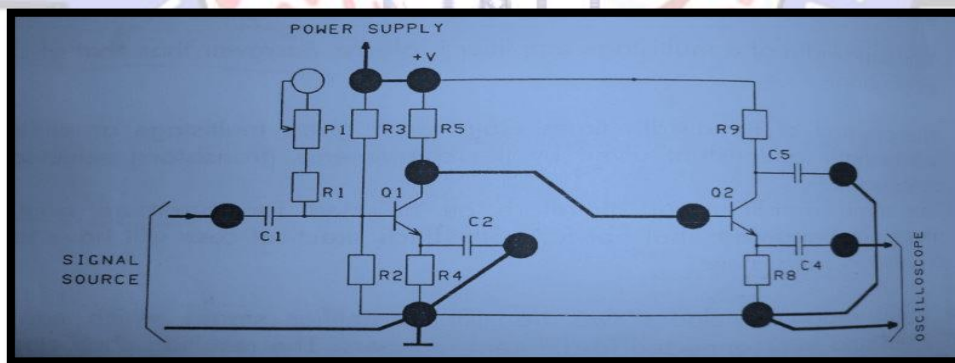 POWER SUPPLY
+V
P1
R3
R5
R9
R1
Q1
C2
C5
Q2
C1
SIGNAL
SOURCE
R2
R4
R8
C4
OSCILLOSCOPE